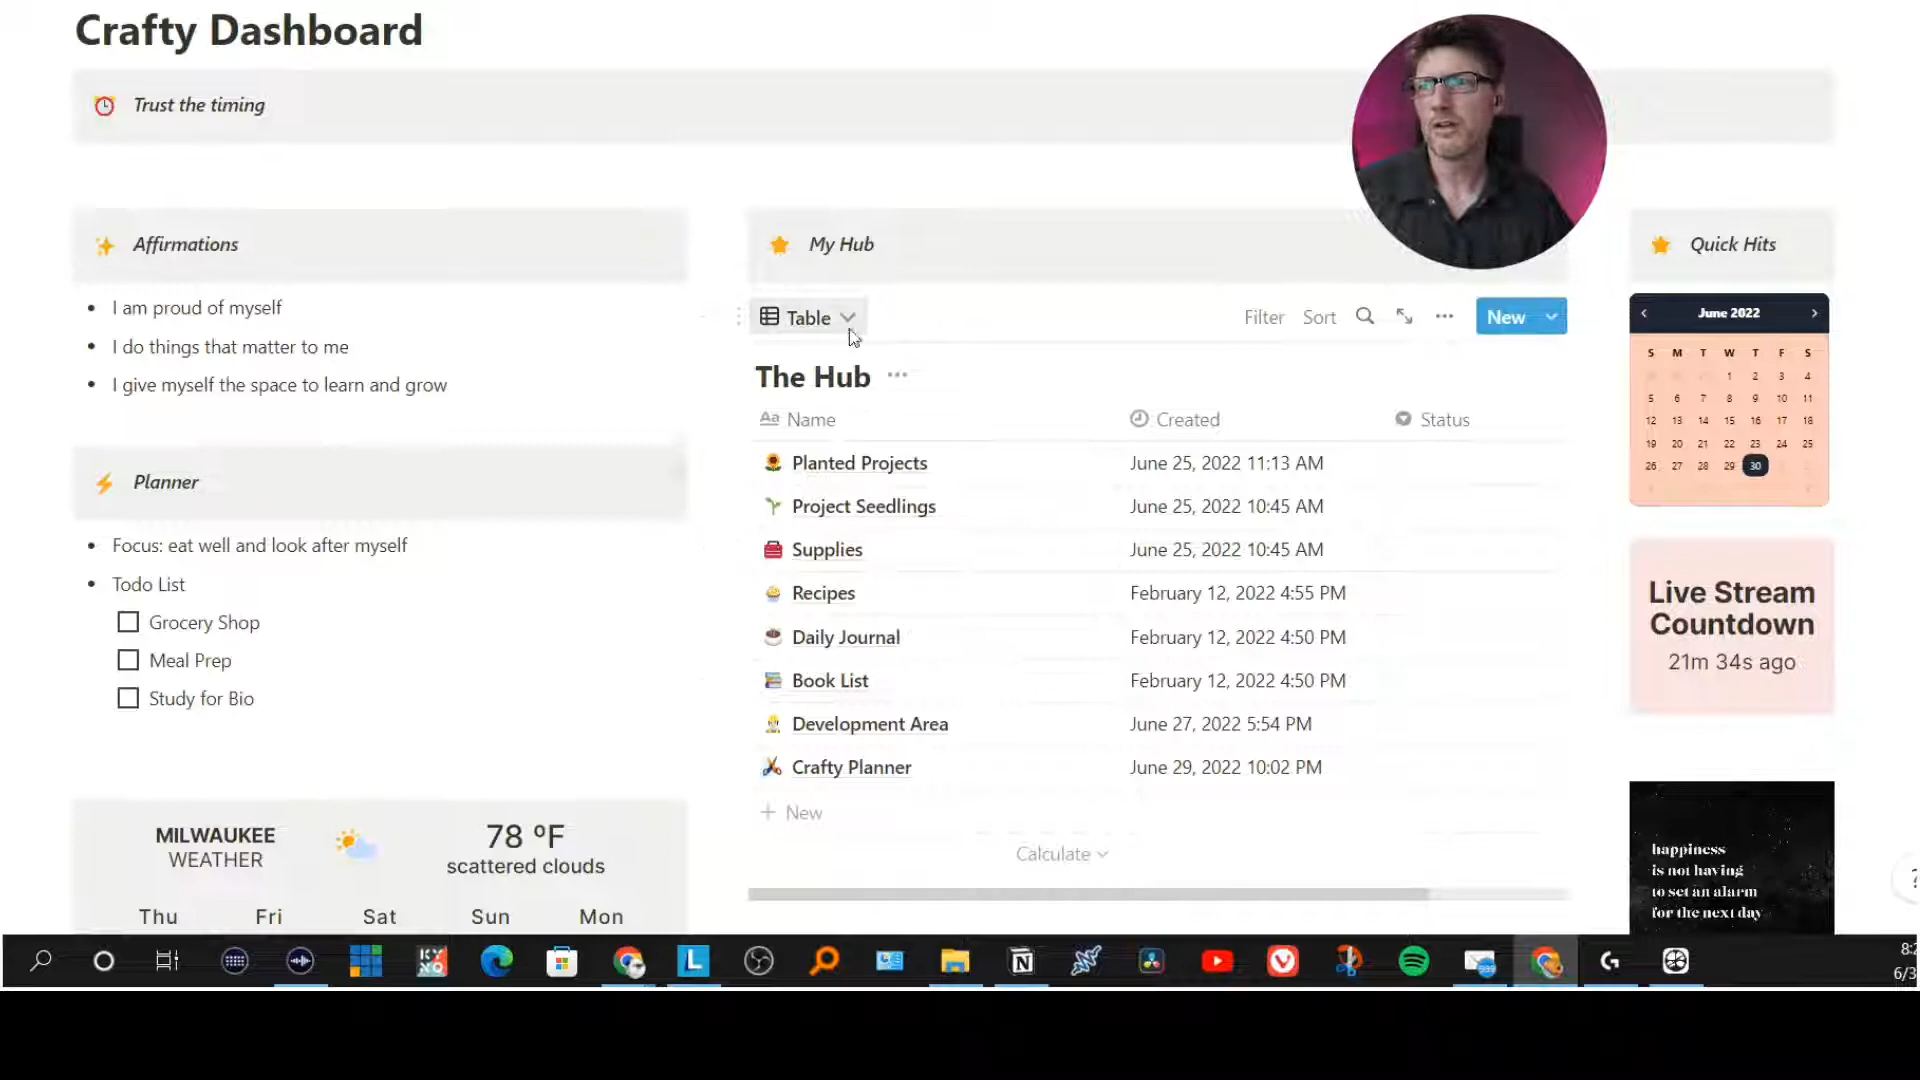 Crafty Dashboard
Trust the timing
Affirmations
I am proud of myself
I do things that matter to me
I give myself the space to learn and grow
Planner
Focus: eat well and look after myself
Todo List
Grocery Shop
Meal Prep
Study for Bio
MILWAUKEE
WEATHER
78 ºF
scattered clouds
Thu Fri Sat Sun Mon
My Hub
Table
Filter Sort New
The Hub
Aa Name Created Status
Planted Projects June 25, 2022 11:13 AM
Project Seedlings June 25, 2022 10:45 AM
Supplies June 25, 2022 10:45 AM
Recipes February 12, 2022 4:55 PM
Daily Journal February 12, 2022 4:50 PM
Book List February 12, 2022 4:50 PM
Development Area June 27, 2022 5:54 PM
Crafty Planner June 29, 2022 10:02 PM
+ New
Calculate
Quick Hits
June 2022
S M T W T F S
1 2 3 4
5 6 7 8 9 10 11
12 13 14 15 16 17 18
19 20 21 22 23 24 25
26 27 28 29 30
Live Stream
Countdown
21m 34s ago
happiness
is not having
to set an alarm
for the next day
?